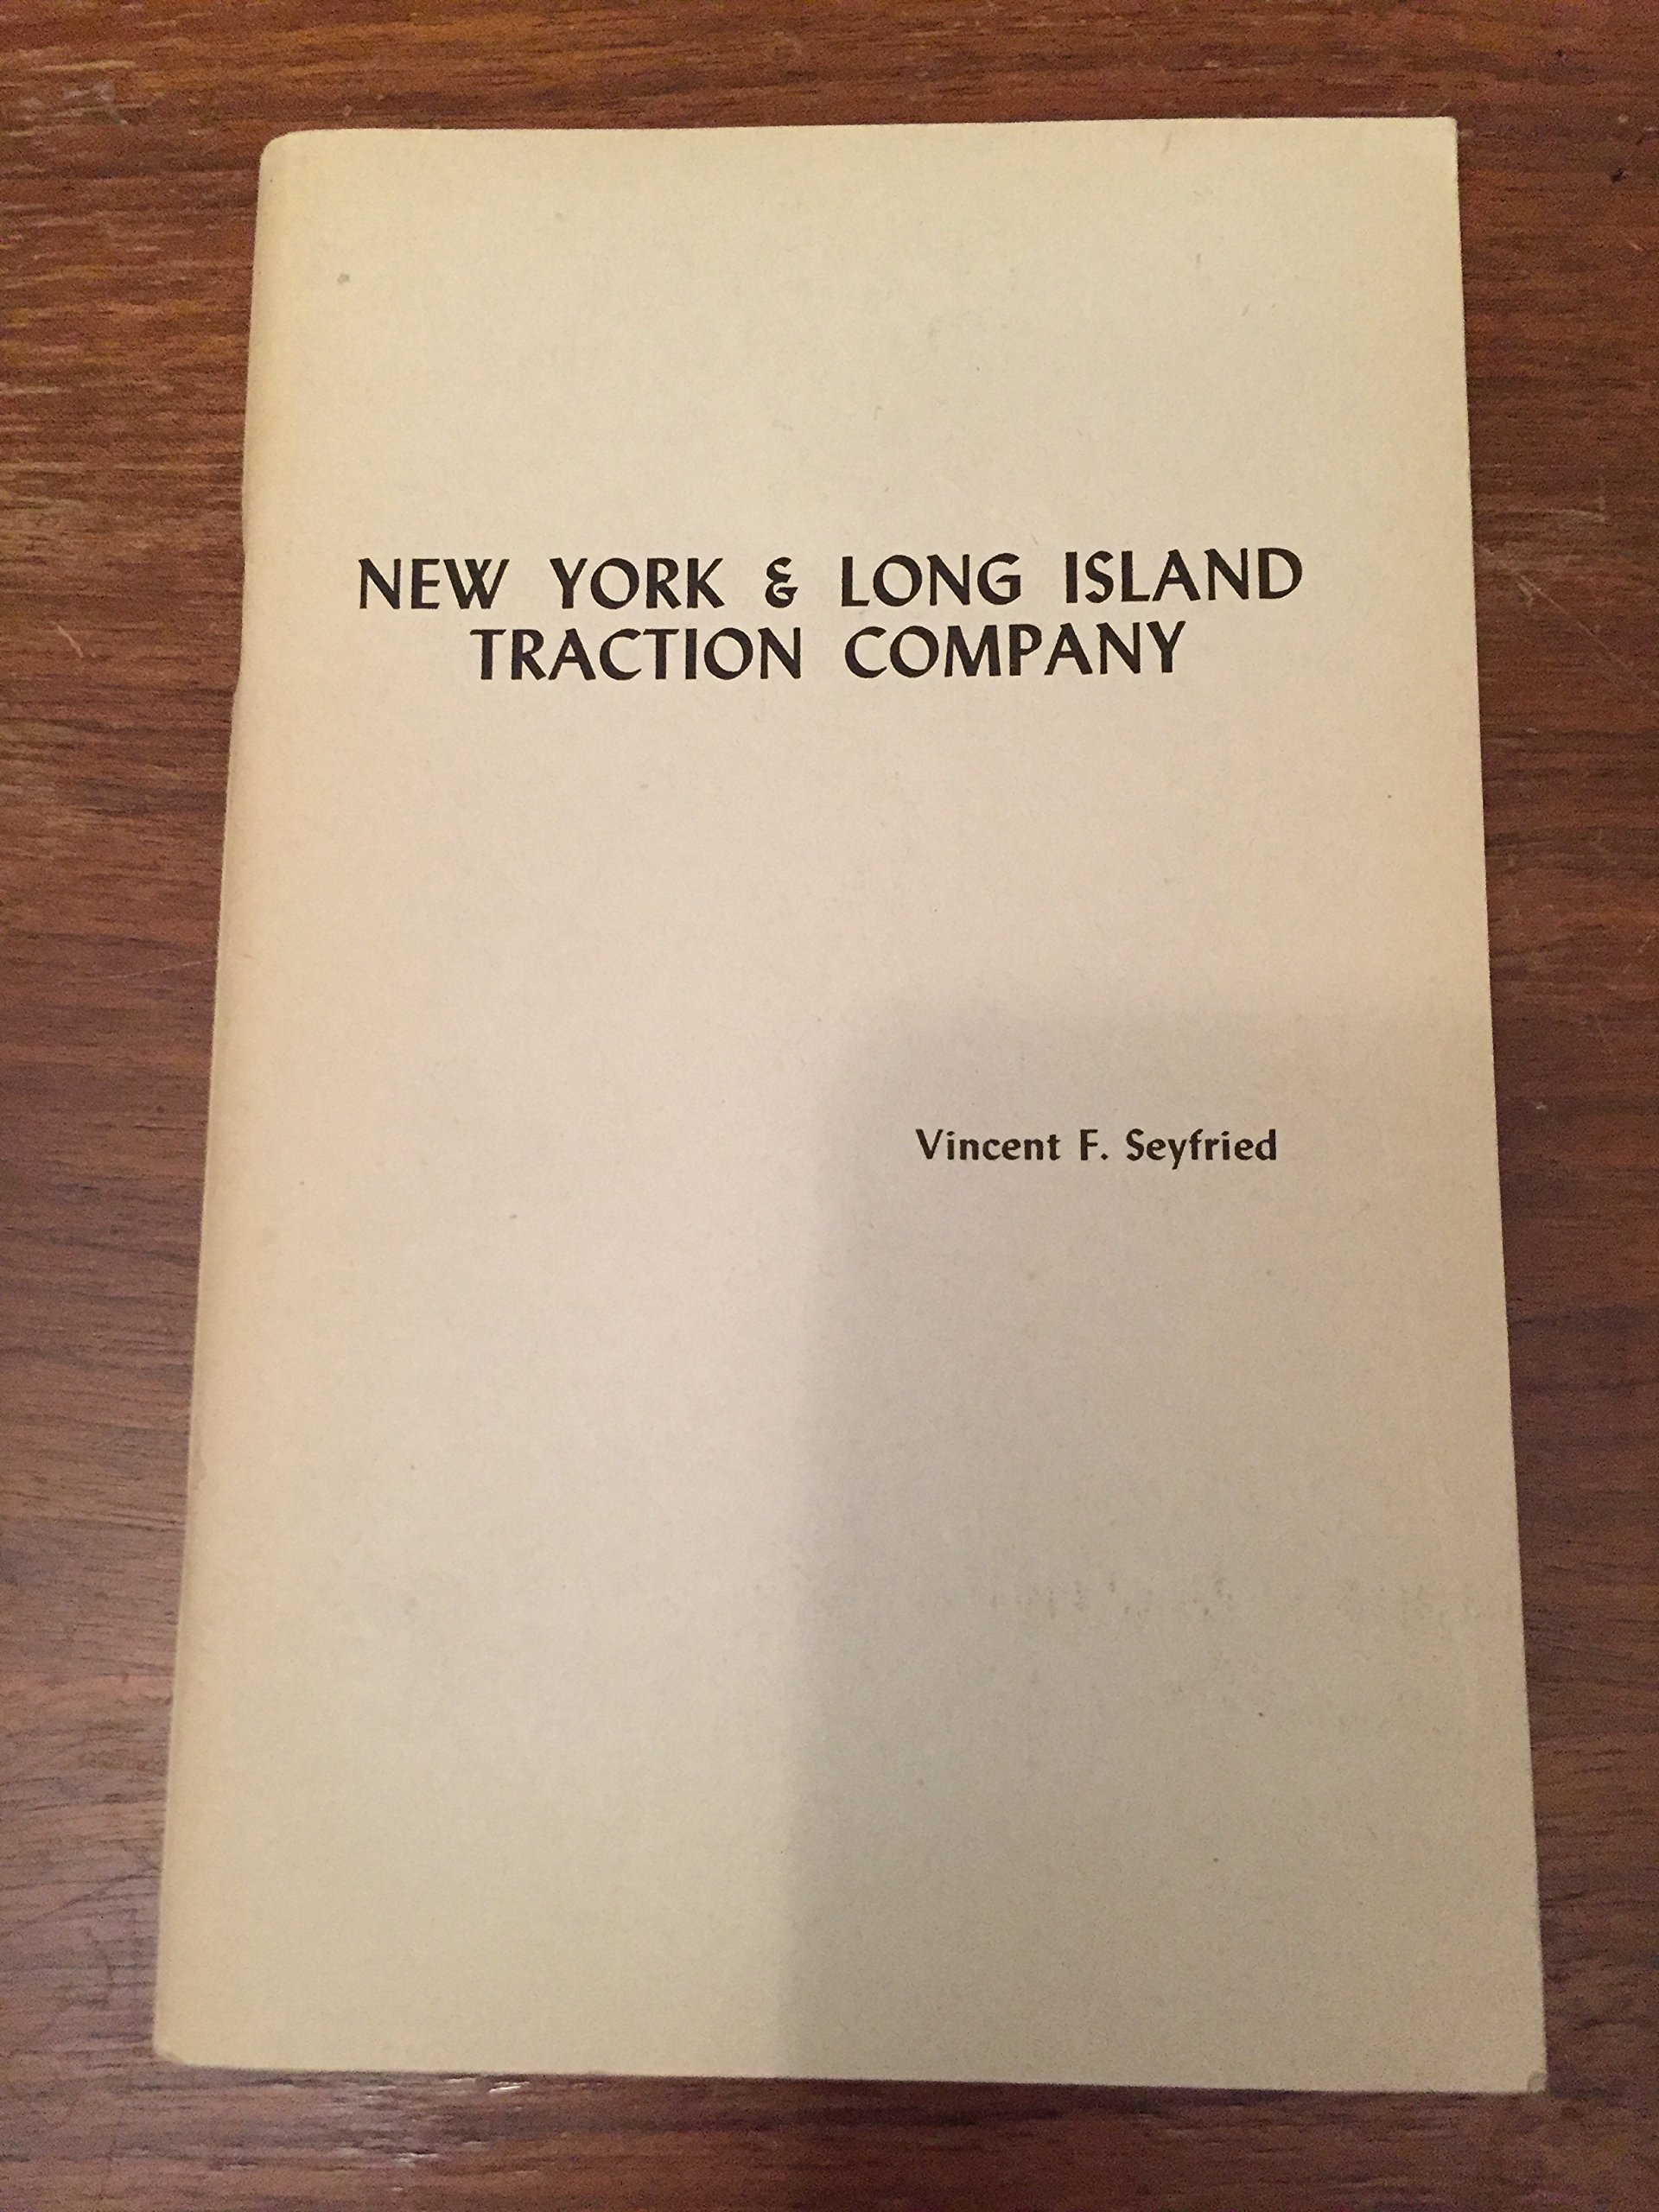 NEW YORK & LONG ISLAND
TRACTION COMPANY
Vincent F. Seyfried